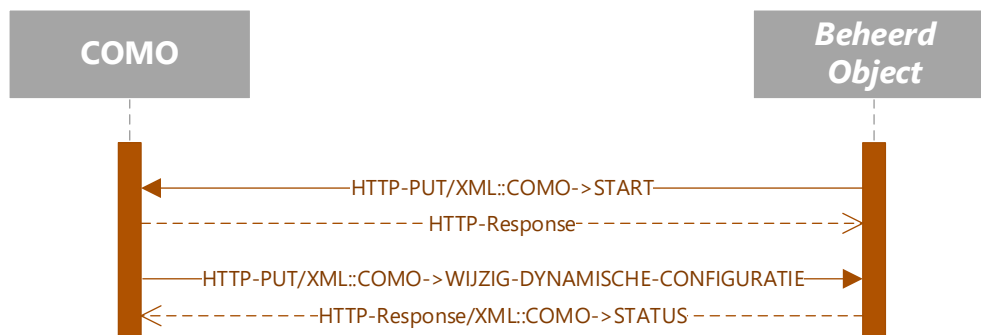 COMO
Beheerd
Object
HTTP-PUT/XML::COMO->START
HTTP-Response
HTTP-PUT/XML::COMO->WIJZIG-DYNAMISCHE-CONFIGURATIE
HTTP-Response/XML::COMO->STATUS